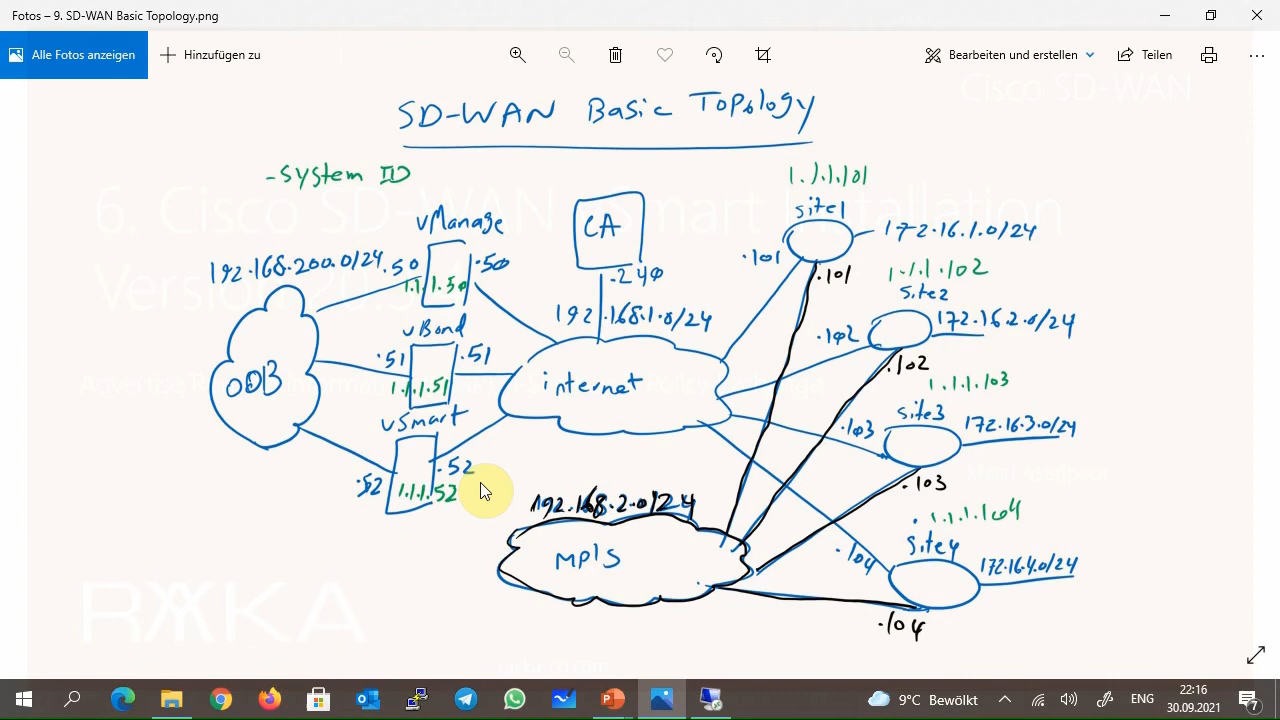 Fotos – 9. SD-WAN Basic Topology.png
Alle Fotos anzeigen
Hinzufügen zu
Bearbeiten und erstellen
Teilen
Cisco SD-WAN
SD-WAN Basic Topology
-System ID
1.1.1.101
site1
172.16.1.0/24
.101
.101
vManage
CA
.240
192.168.200.0/24
.50
.50
1.1.1.50
192.168.1.0/24
1.1.1.102
site2
172.16.2.0/24
.102
.102
vBond
.51
.51
1.1.1.51
OOB
internet
1.1.1.103
site3
172.16.3.0/24
.103
.103
vSmart
.52
.52
1.1.1.52
192.168.2.0/24
MPLS
1.1.1.104
site4
172.16.4.0/24
.104
.104
RAKA
9°C Bewölkt
ENG
22:16
30.09.2021
7